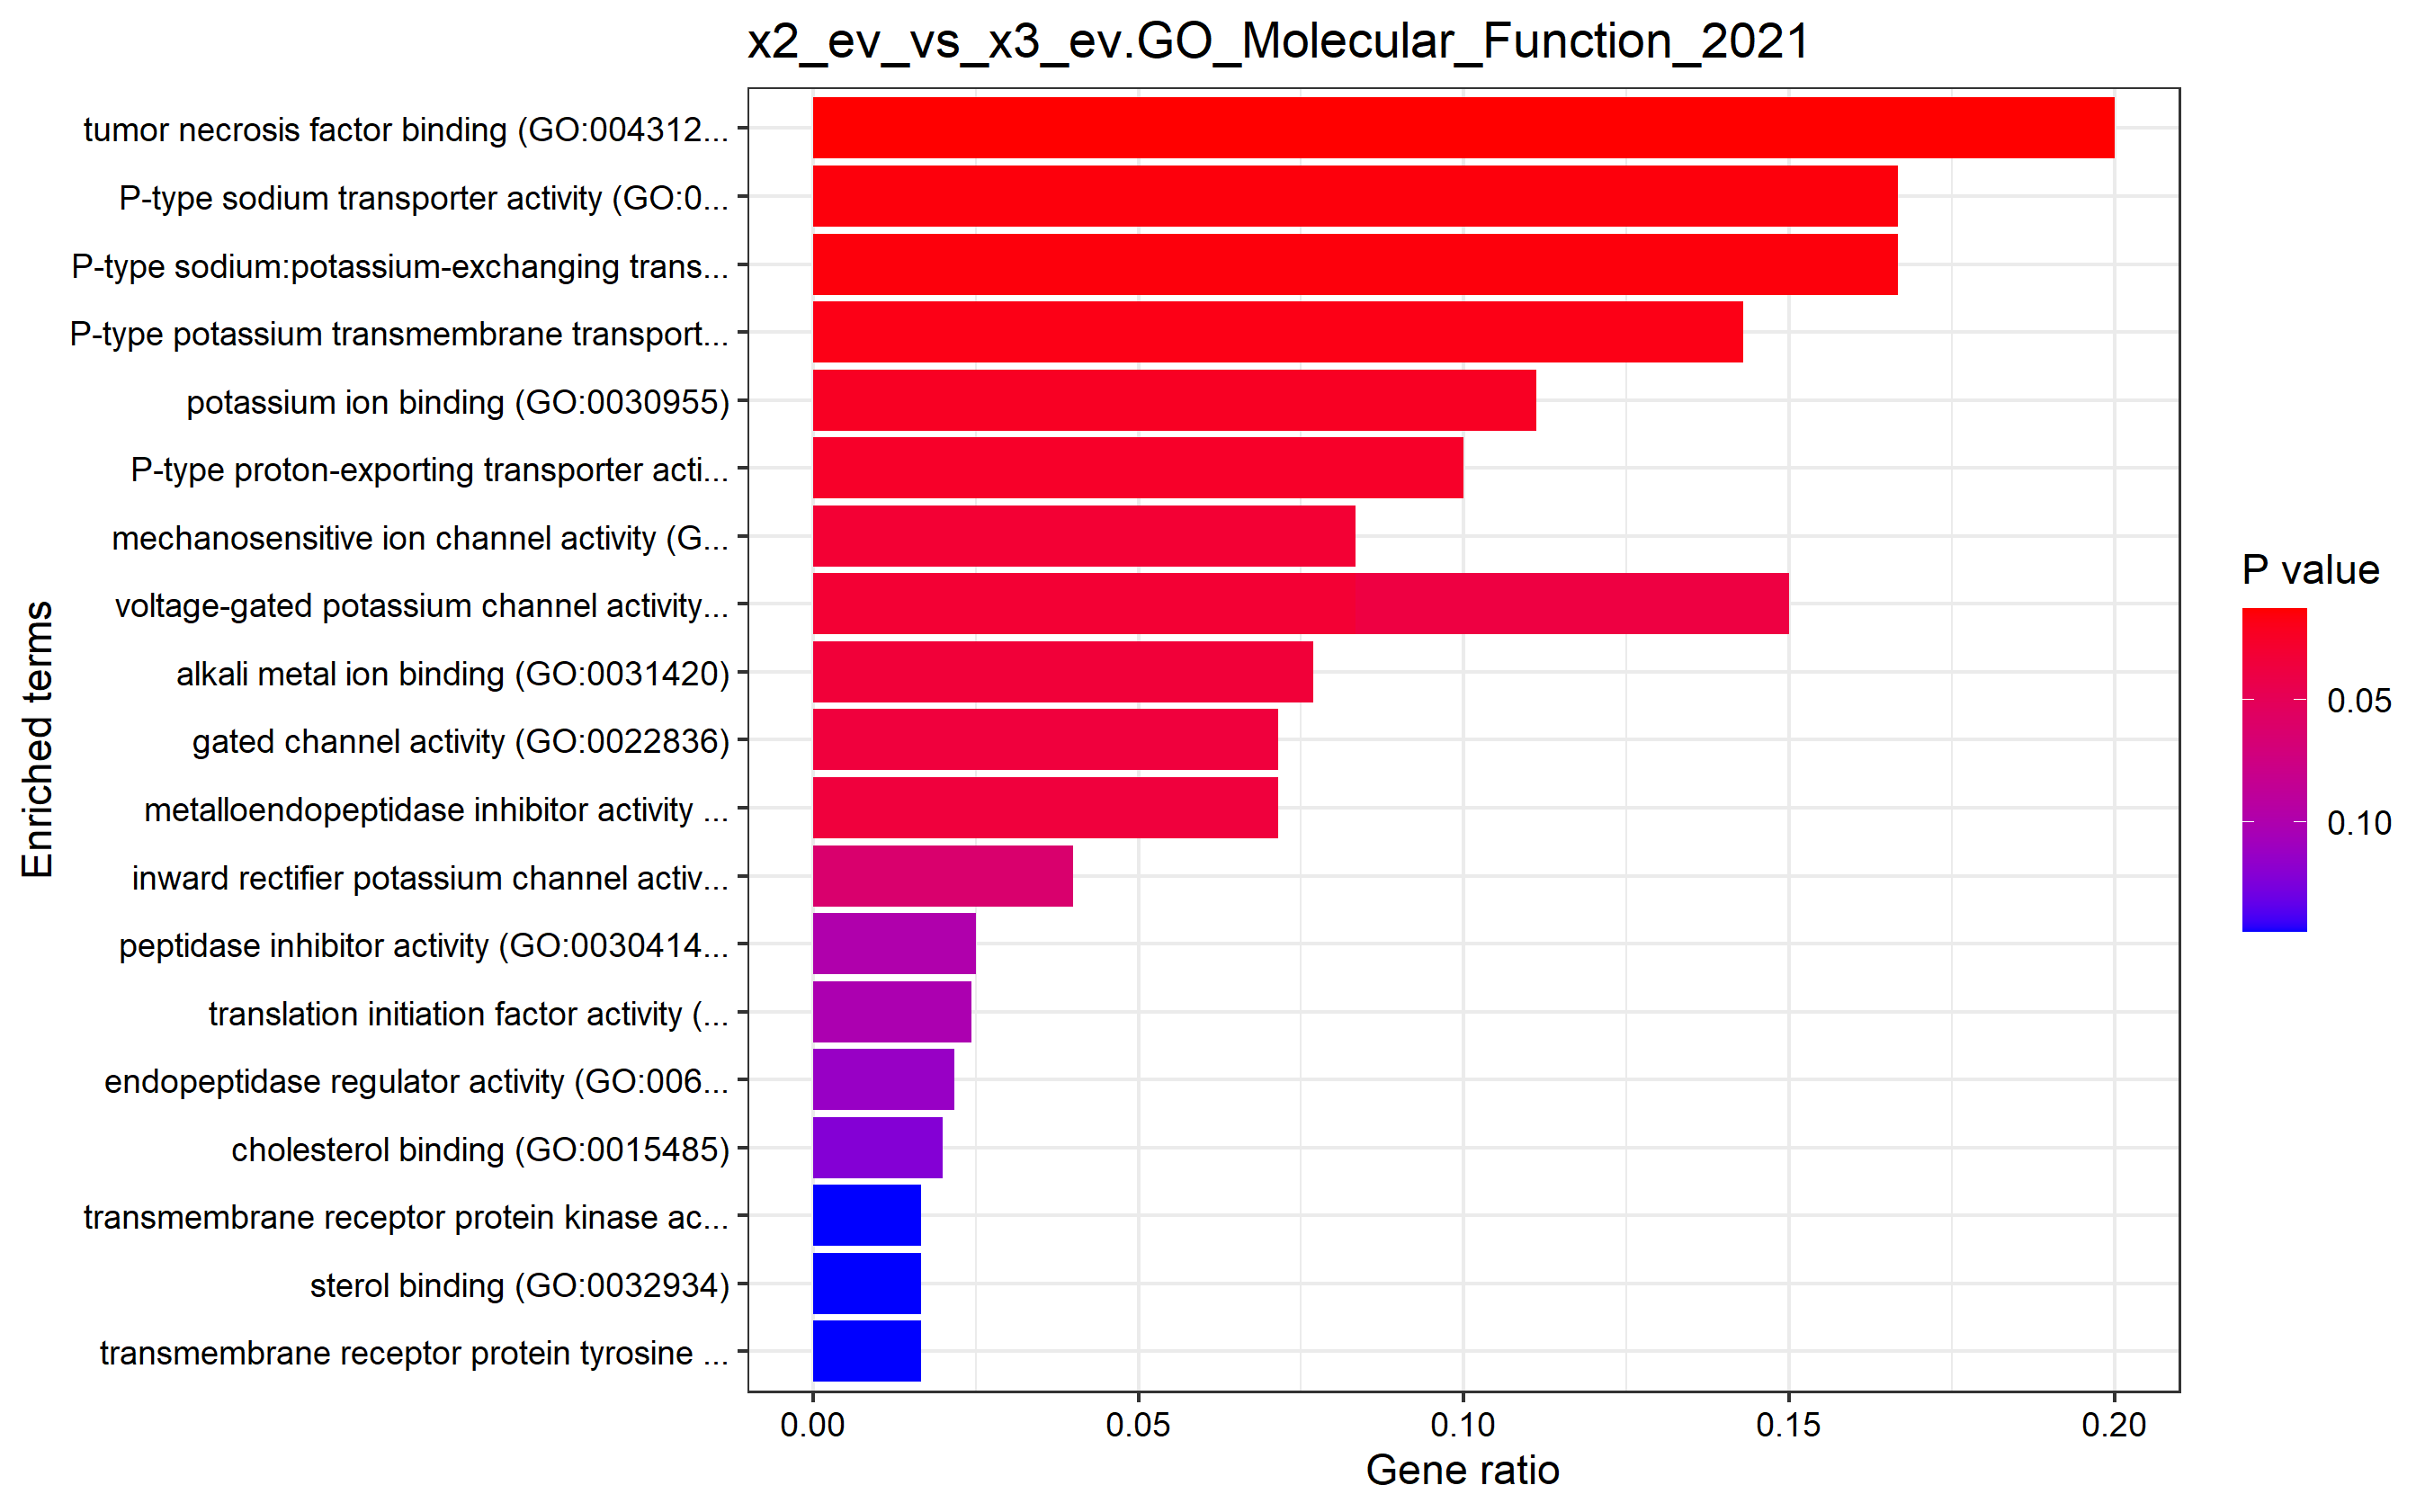 x2_ev_vs_x3_ev.GO_Molecular_Function_2021
tumor necrosis factor binding (GO:004312...
P-type sodium transporter activity (GO:0...
P-type sodium:potassium-exchanging trans...
P-type potassium transmembrane transport...
potassium ion binding (GO:0030955)
P-type proton-exporting transporter acti...
mechanosensitive ion channel activity (G...
voltage-gated potassium channel activity...
alkali metal ion binding (GO:0031420)
gated channel activity (GO:0022836)
metalloendopeptidase inhibitor activity ...
inward rectifier potassium channel activ...
peptidase inhibitor activity (GO:0030414...
translation initiation factor activity (...
endopeptidase regulator activity (GO:006...
cholesterol binding (GO:0015485)
transmembrane receptor protein kinase ac...
sterol binding (GO:0032934)
transmembrane receptor protein tyrosine ...
Enriched terms
0.00 0.05 0.10 0.15 0.20
Gene ratio
P value
0.05
0.10